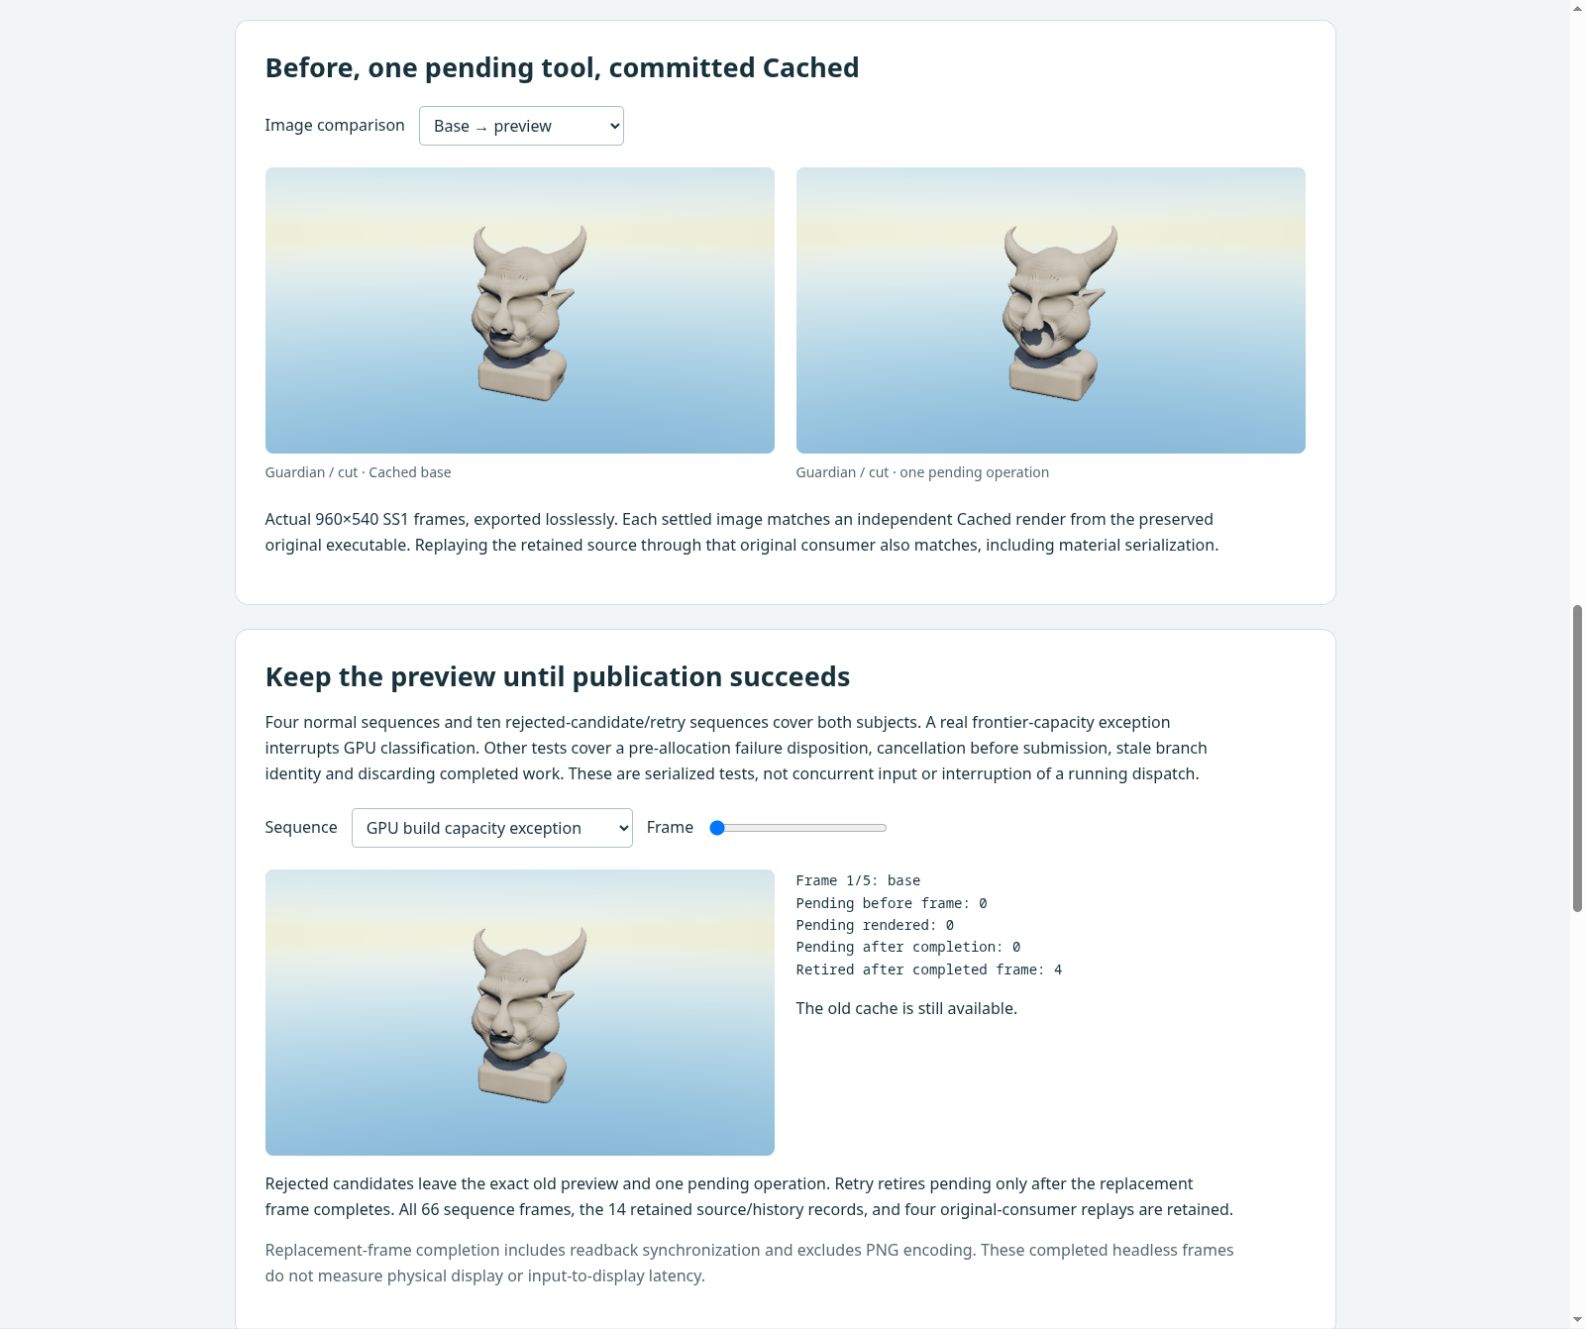 Before, one pending tool, committed Cached
Image comparison
Base → preview
Guardian / cut · Cached base
Guardian / cut · one pending operation
Actual 960×540 SS1 frames, exported losslessly. Each settled image matches an independent Cached render from the preserved
original executable. Replaying the retained source through that original consumer also matches, including material serialization.
Keep the preview until publication succeeds
Four normal sequences and ten rejected-candidate/retry sequences cover both subjects. A real frontier-capacity exception
interrupts GPU classification. Other tests cover a pre-allocation failure disposition, cancellation before submission, stale branch
identity and discarding completed work. These are serialized tests, not concurrent input or interruption of a running dispatch.
Sequence
GPU build capacity exception
Frame
Frame 1/5: base
Pending before frame: 0
Pending rendered: 0
Pending after completion: 0
Retired after completed frame: 4
The old cache is still available.
Rejected candidates leave the exact old preview and one pending operation. Retry retires pending only after the replacement
frame completes. All 66 sequence frames, the 14 retained source/history records, and four original-consumer replays are retained.
Replacement-frame completion includes readback synchronization and excludes PNG encoding. These completed headless frames
do not measure physical display or input-to-display latency.